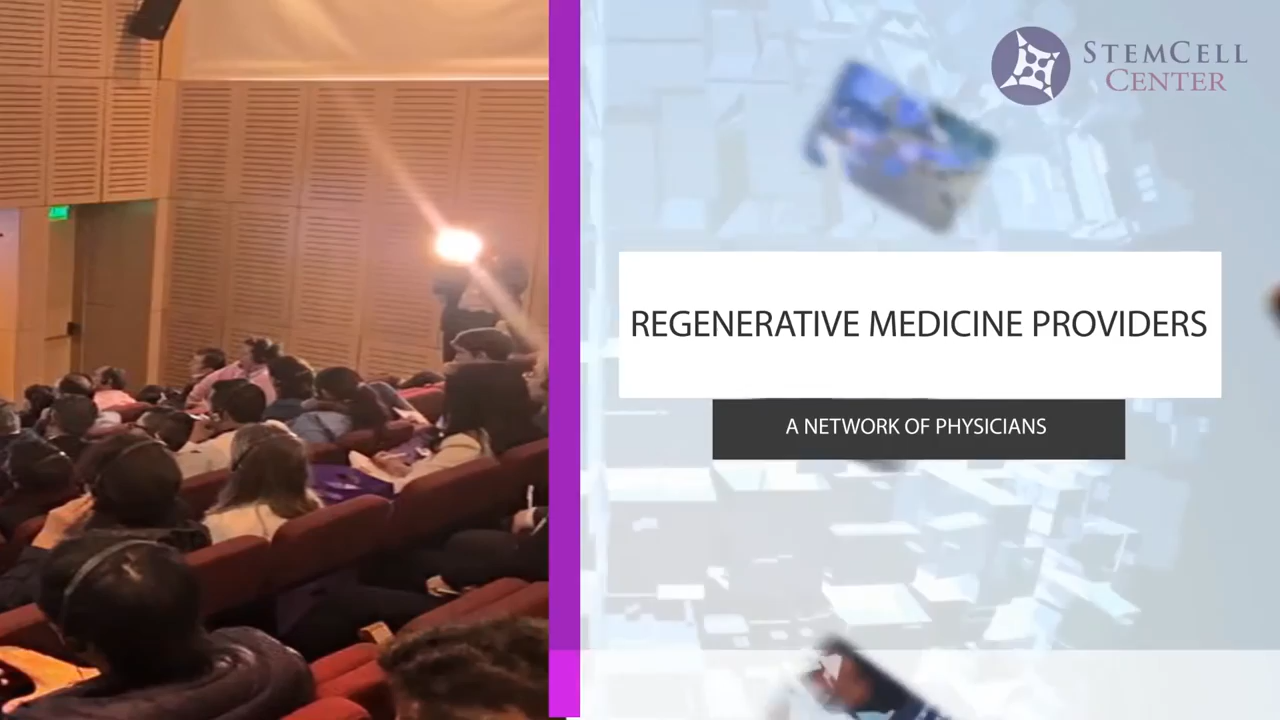 STEMCELL
CENTER
REGENERATIVE MEDICINE PROVIDERS
A NETWORK OF PHYSICIANS